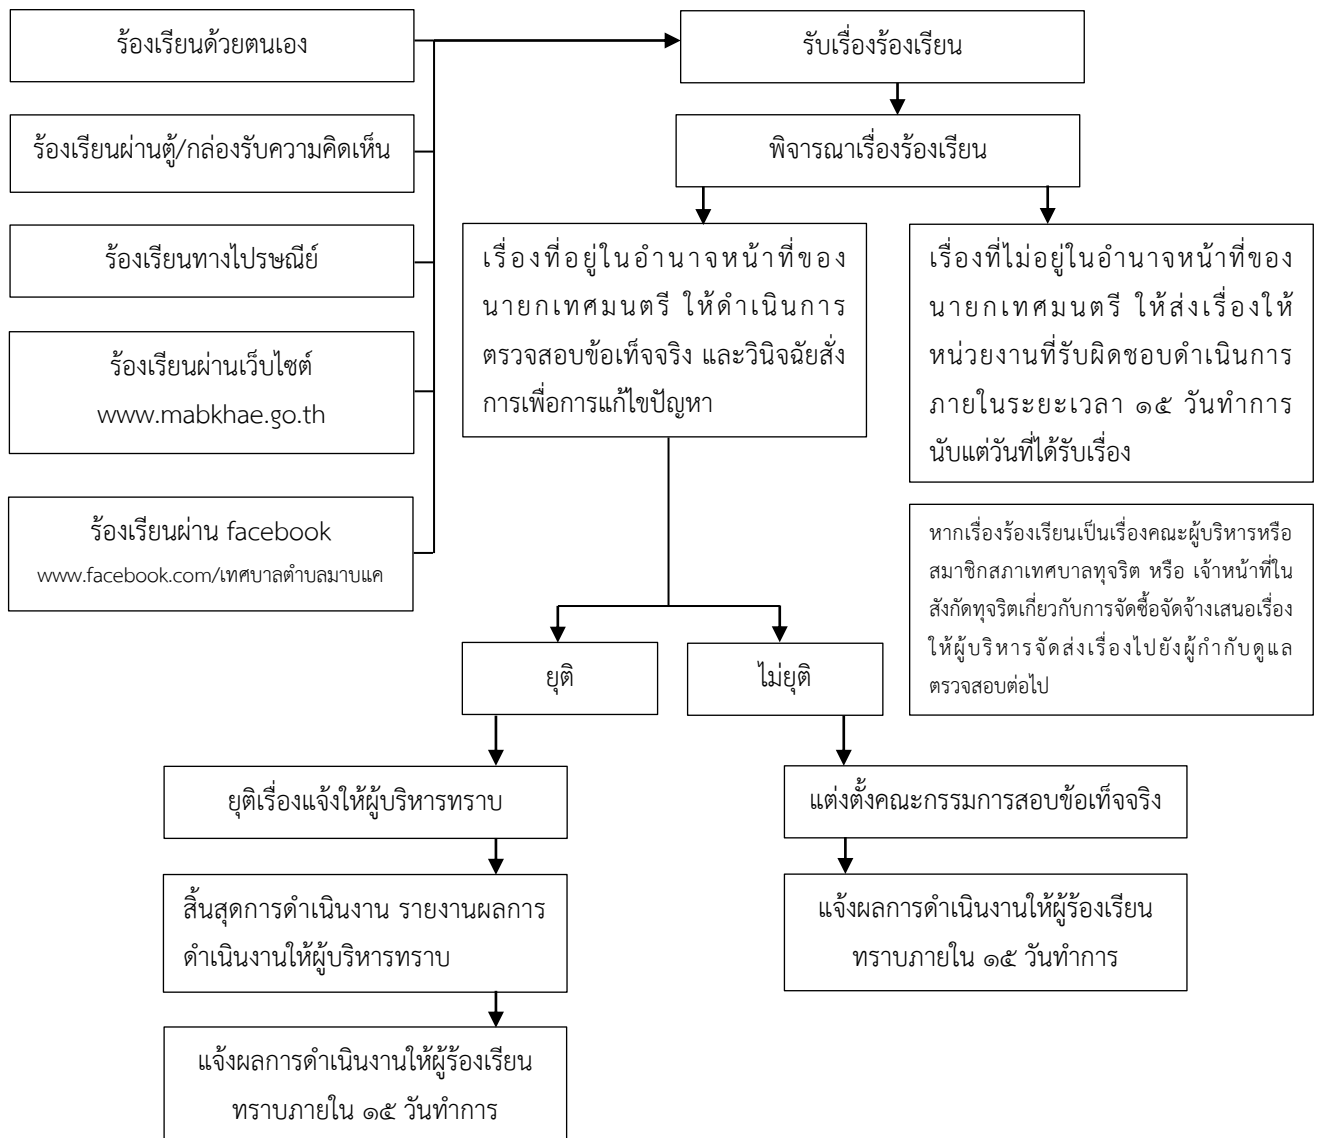 ร้องเรียนด้วยตนเอง
รับเรื่องร้องเรียน
ร้องเรียนผ่านตู้/กล่องรับความคิดเห็น
พิจารณาเรื่องร้องเรียน
ร้องเรียนทางไปรษณีย์
ร้องเรียนผ่านเว็บไซต์
www.mabkhae.go.th
ร้องเรียนผ่าน facebook
www.facebook.com/เทศบาลตำบลมาบแค
เรื่องที่อยู่ในอำนาจหน้าที่ของ
นายกเทศมนตรี ให้ดำเนินการ
ตรวจสอบข้อเท็จจริง และวินิจฉัยสั่ง
การเพื่อการแก้ไขปัญหา
เรื่องที่ไม่อยู่ในอำนาจหน้าที่ของ
นายกเทศมนตรี ให้ส่งเรื่องให้
หน่วยงานที่รับผิดชอบดำเนินการ
ภายในระยะเวลา ๑๕ วันทำการ
นับแต่วันที่ได้รับเรื่อง
หากเรื่องร้องเรียนเป็นเรื่องคณะผู้บริหารหรือ
สมาชิกสภาเทศบาลทุจริต หรือ เจ้าหน้าที่ใน
สังกัดทุจริตเกี่ยวกับการจัดซื้อจัดจ้างเสนอเรื่อง
ให้ผู้บริหารจัดส่งเรื่องไปยังผู้กำกับดูแล
ตรวจสอบต่อไป
ยุติ
ไม่ยุติ
ยุติเรื่องแจ้งให้ผู้บริหารทราบ
แต่งตั้งคณะกรรมการสอบข้อเท็จจริง
สิ้นสุดการดำเนินงาน รายงานผลการ
ดำเนินงานให้ผู้บริหารทราบ
แจ้งผลการดำเนินงานให้ผู้ร้องเรียน
ทราบภายใน ๑๕ วันทำการ
แจ้งผลการดำเนินงานให้ผู้ร้องเรียน
ทราบภายใน ๑๕ วันทำการ